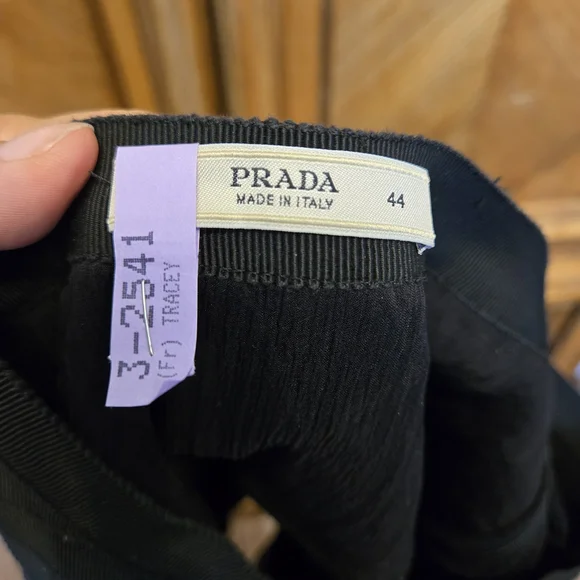 PRADA
MADE IN ITALY
44
3-2541
(Fr) TRACEY